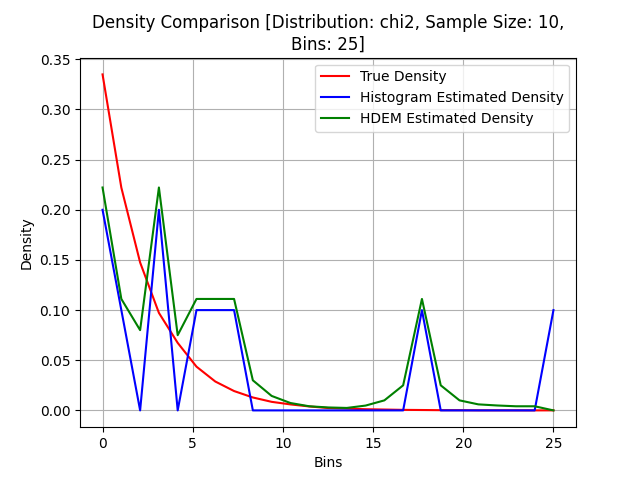 Density Comparison [Distribution: chi2, Sample Size: 10,
Bins: 25]
True Density
Histogram Estimated Density
HDEM Estimated Density
Density
0.35
0.30
0.25
0.20
0.15
0.10
0.05
0.00
0 5 10 15 20 25
Bins